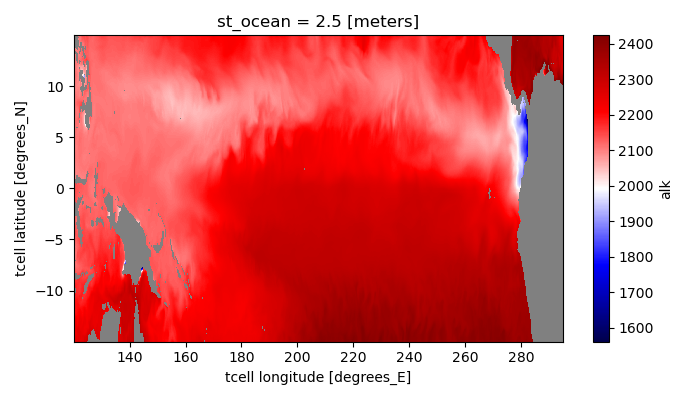 st_ocean = 2.5 [meters]
10
5
0
−5
−10
tcell latitude [degrees_N]
140 160 180 200 220 240 260 280
tcell longitude [degrees_E]
2400
2300
2200
2100
2000
1900
1800
1700
1600
alk